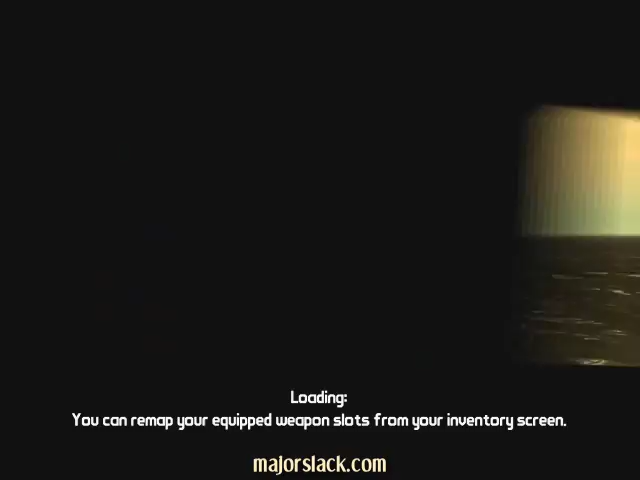 Loading:
You can remap your equipped weapon slots from your inventory screen.
majorslack.com